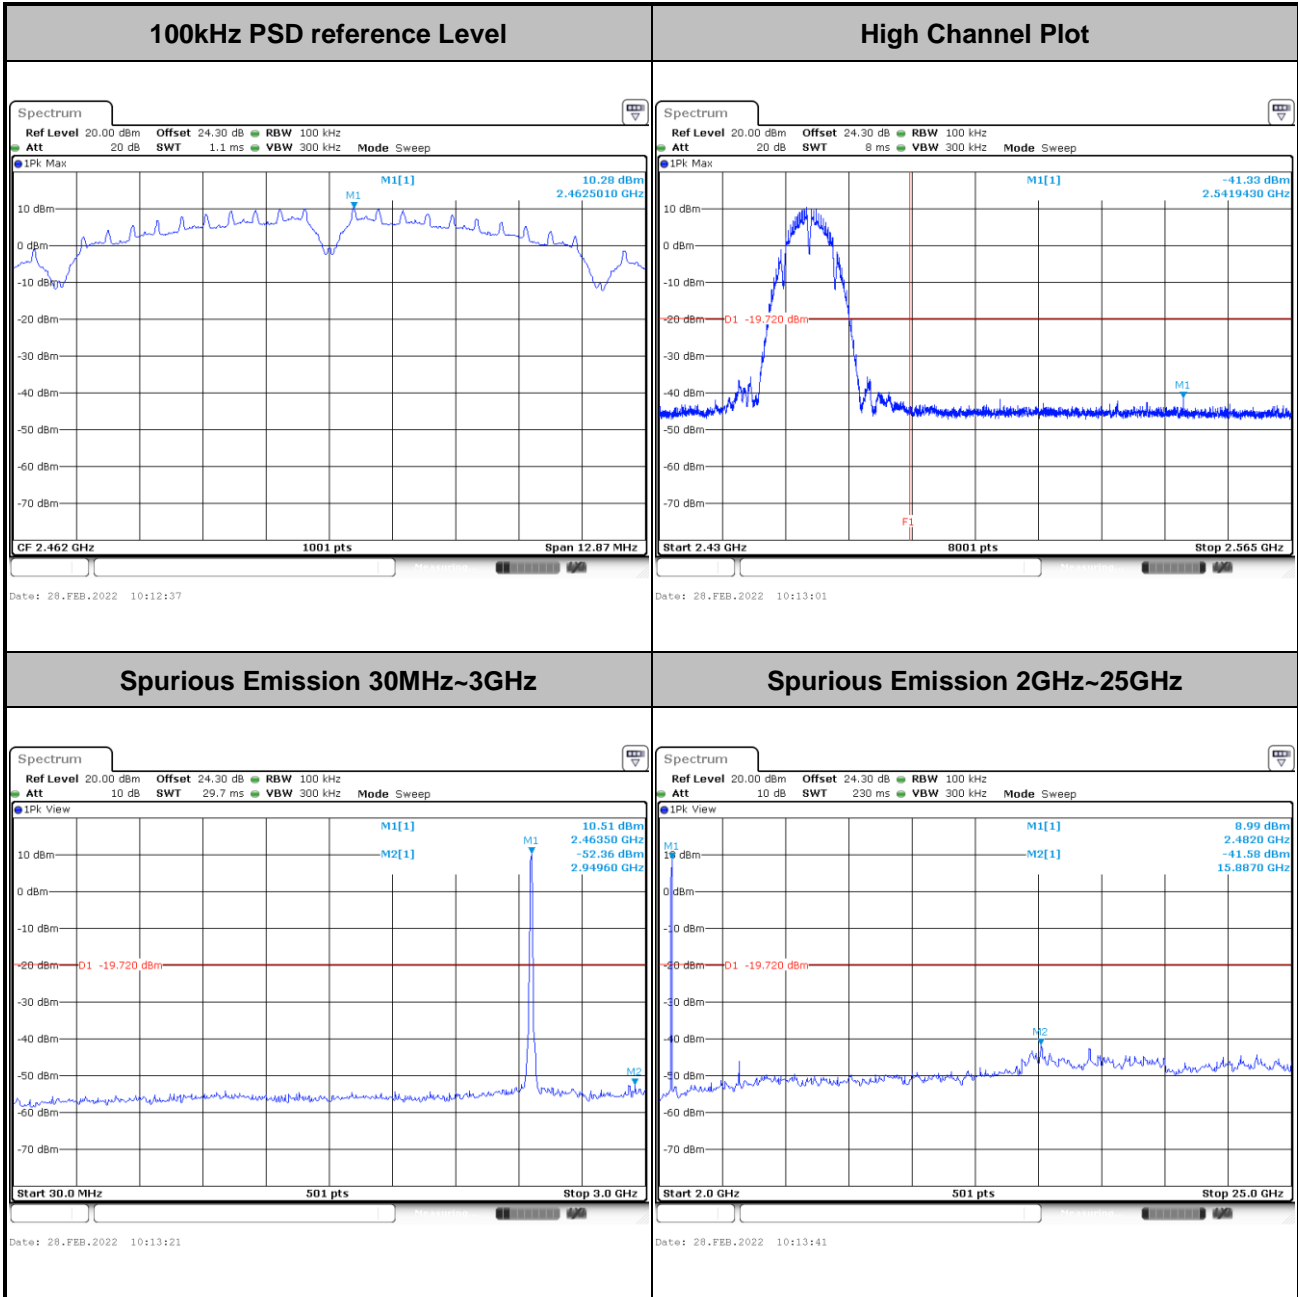 100kHz PSD reference Level
High Channel Plot
Spectrum
Ref Level 20.00 dBm Offset 24.30 dB RBW 100 kHz
Att 20 dB SWT 1.1 ms VBW 300 kHz Mode Sweep
1Pk Max
M1[1] 10.28 dBm
2.4625010 GHz
M1
10 dBm
0 dBm
-10 dBm
-20 dBm
-30 dBm
-40 dBm
-50 dBm
-60 dBm
-70 dBm
CF 2.462 GHz 1001 pts Span 12.87 MHz
Measuring
Date: 28.FEB.2022 10:12:37
Spectrum
Ref Level 20.00 dBm Offset 24.30 dB RBW 100 kHz
Att 20 dB SWT 8 ms VBW 300 kHz Mode Sweep
1Pk Max
M1[1] -41.33 dBm
2.5419430 GHz
10 dBm
0 dBm
-10 dBm
-20 dBm D1 -19.720 dBm
-30 dBm
M1
-40 dBm
-50 dBm
-60 dBm
-70 dBm
F1
Start 2.43 GHz 8001 pts Stop 2.565 GHz
Measuring
Date: 28.FEB.2022 10:13:01
Spurious Emission 30MHz~3GHz
Spurious Emission 2GHz~25GHz
Spectrum
Ref Level 20.00 dBm Offset 24.30 dB RBW 100 kHz
Att 10 dB SWT 29.7 ms VBW 300 kHz Mode Sweep
1Pk View
M1[1] 10.51 dBm
2.46350 GHz
M1
10 dBm M2[1] -52.36 dBm
2.94960 GHz
0 dBm
-10 dBm
-20 dBm D1 -19.720 dBm
-30 dBm
-40 dBm
-50 dBm
M2
-60 dBm
-70 dBm
Start 30.0 MHz 501 pts Stop 3.0 GHz
Measuring
Date: 28.FEB.2022 10:13:21
Spectrum
Ref Level 20.00 dBm Offset 24.30 dB RBW 100 kHz
Att 10 dB SWT 230 ms VBW 300 kHz Mode Sweep
1Pk View
M1[1] 8.99 dBm
2.4820 GHz
M1
10 dBm M2[1] -41.58 dBm
15.8870 GHz
0 dBm
-10 dBm
-20 dBm D1 -19.720 dBm
-30 dBm
M2
-40 dBm
-50 dBm
-60 dBm
-70 dBm
Start 2.0 GHz 501 pts Stop 25.0 GHz
Measuring
Date: 28.FEB.2022 10:13:41